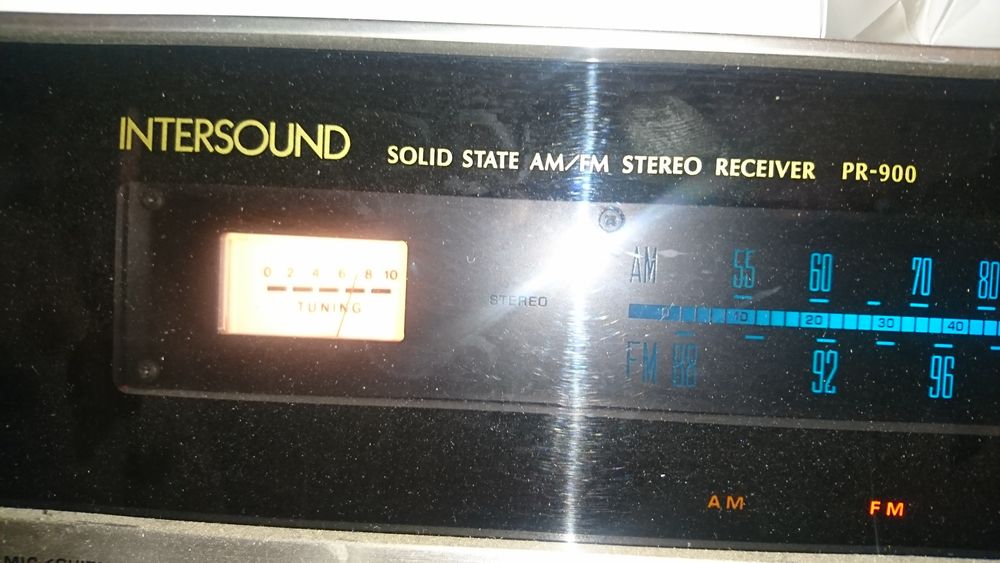 INTERSOUND
SOLID STATE AM/FM STEREO RECEIVER PR-900
0 2 4 6 8 10
TUNING
STEREO
AM 55 60 70 80
0 10 20 30 40
FM 88 92 96
AM FM